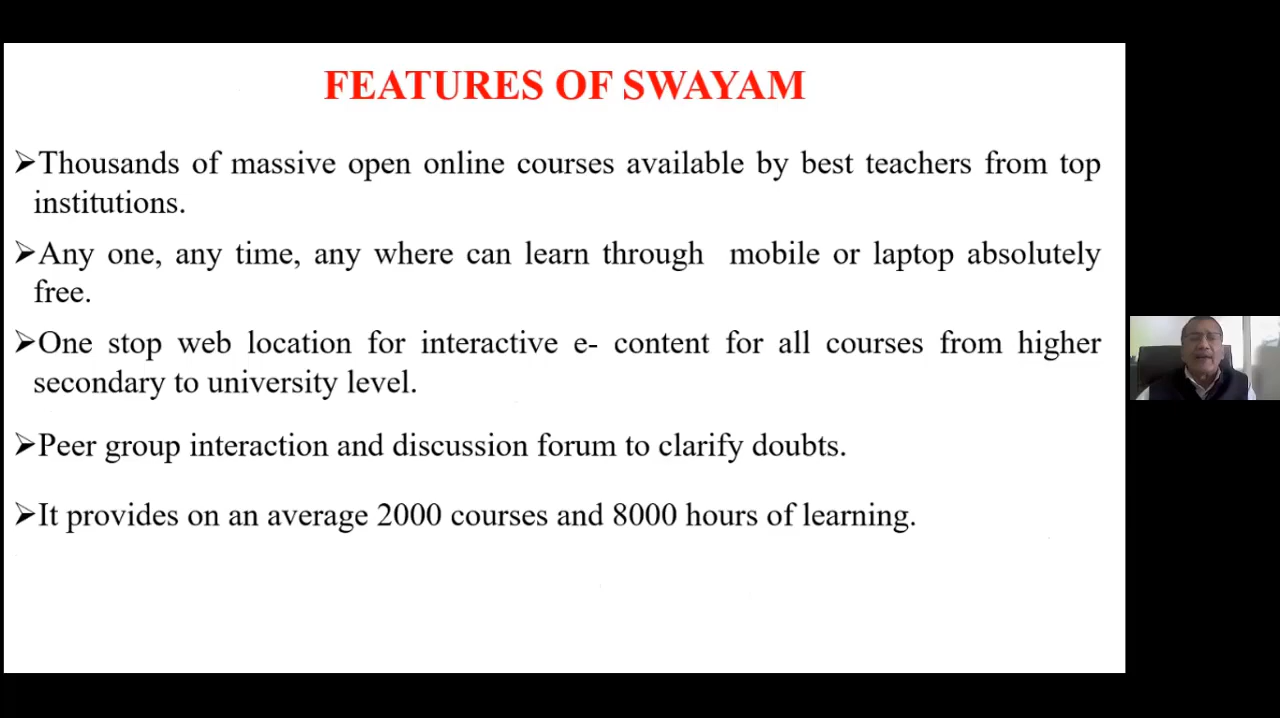 FEATURES OF SWAYAM
➢Thousands of massive open online courses available by best teachers from top
institutions.
➢Any one, any time, any where can learn through mobile or laptop absolutely
free.
➢One stop web location for interactive e- content for all courses from higher
secondary to university level.
➢Peer group interaction and discussion forum to clarify doubts.
➢It provides on an average 2000 courses and 8000 hours of learning.